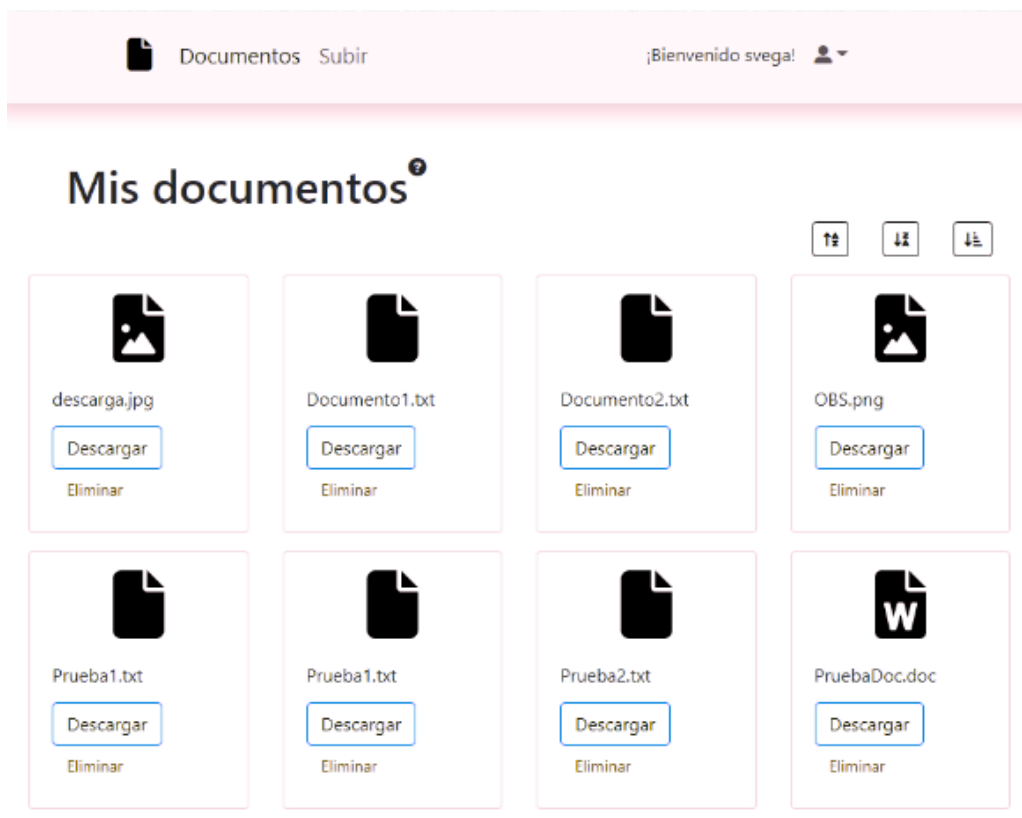 Documentos Subir ¡Bienvenido svega!
Mis documentos
descarga.jpg Documento1.txt Documento2.txt OBS.png
Descargar Descargar Descargar Descargar
Eliminar Eliminar Eliminar Eliminar
W
Prueba1.txt Prueba1.txt Prueba2.txt PruebaDoc.doc
Descargar Descargar Descargar Descargar
Eliminar Eliminar Eliminar Eliminar